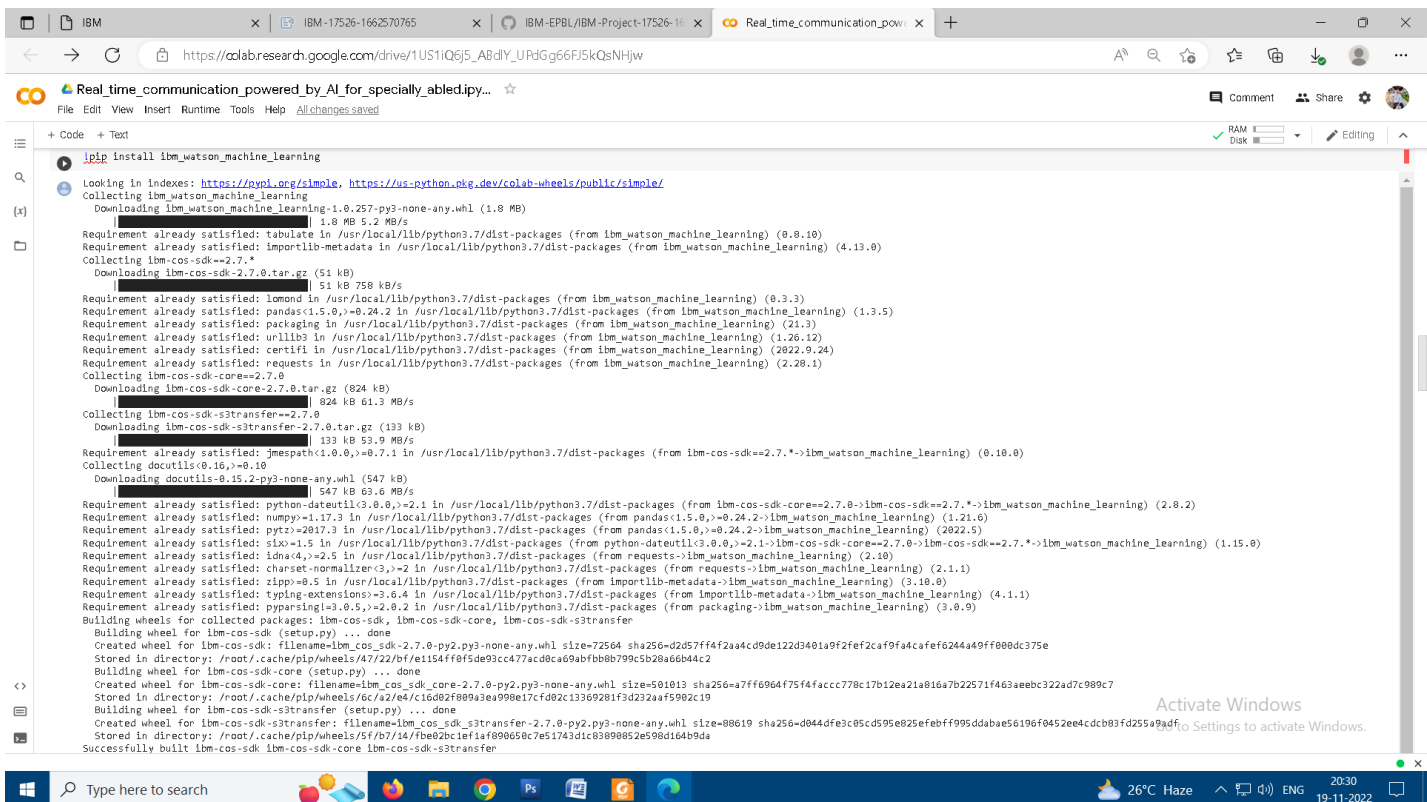 IBM
IBM-17526-1662570765
IBM-EPBL/IBM-Project-17526-16
Real_time_communication_powe
https://colab.research.google.com/drive/1US1iQ6j5_ABdlY_UPdGg66FJ5kQsNHjw
Real_time_communication_powered_by_AI_for_specially_abled.ipy...
Comment
Share
File Edit View Insert Runtime Tools Help All changes saved
+ Code + Text
RAM
Disk
Editing
!pip install ibm_watson_machine_learning
Looking in indexes: https://pypi.org/simple, https://us-python.pkg.dev/colab-wheels/public/simple/
Collecting ibm_watson_machine_learning
Downloading ibm_watson_machine_learning-1.0.257-py3-none-any.whl (1.8 MB)
| | 1.8 MB 5.2 MB/s
Requirement already satisfied: tabulate in /usr/local/lib/python3.7/dist-packages (from ibm_watson_machine_learning) (0.8.10)
Requirement already satisfied: importlib-metadata in /usr/local/lib/python3.7/dist-packages (from ibm_watson_machine_learning) (4.13.0)
Collecting ibm-cos-sdk==2.7.*
Downloading ibm-cos-sdk-2.7.0.tar.gz (51 kB)
| | 51 kB 758 kB/s
Requirement already satisfied: lomond in /usr/local/lib/python3.7/dist-packages (from ibm_watson_machine_learning) (0.3.3)
Requirement already satisfied: pandas<1.5.0,>=0.24.2 in /usr/local/lib/python3.7/dist-packages (from ibm_watson_machine_learning) (1.3.5)
Requirement already satisfied: packaging in /usr/local/lib/python3.7/dist-packages (from ibm_watson_machine_learning) (21.3)
Requirement already satisfied: urllib3 in /usr/local/lib/python3.7/dist-packages (from ibm_watson_machine_learning) (1.26.12)
Requirement already satisfied: certifi in /usr/local/lib/python3.7/dist-packages (from ibm_watson_machine_learning) (2022.9.24)
Requirement already satisfied: requests in /usr/local/lib/python3.7/dist-packages (from ibm_watson_machine_learning) (2.28.1)
Collecting ibm-cos-sdk-core==2.7.0
Downloading ibm-cos-sdk-core-2.7.0.tar.gz (824 kB)
| | 824 kB 61.3 MB/s
Collecting ibm-cos-sdk-s3transfer==2.7.0
Downloading ibm-cos-sdk-s3transfer-2.7.0.tar.gz (133 kB)
| | 133 kB 53.9 MB/s
Requirement already satisfied: jmespath<1.0.0,>=0.7.1 in /usr/local/lib/python3.7/dist-packages (from ibm-cos-sdk==2.7.*->ibm_watson_machine_learning) (0.10.0)
Collecting docutils<0.16,>=0.10
Downloading docutils-0.15.2-py3-none-any.whl (547 kB)
| | 547 kB 63.6 MB/s
Requirement already satisfied: python-dateutil<3.0.0,>=2.1 in /usr/local/lib/python3.7/dist-packages (from ibm-cos-sdk-core==2.7.0->ibm-cos-sdk==2.7.*->ibm_watson_machine_learning) (2.8.2)
Requirement already satisfied: numpy>=1.17.3 in /usr/local/lib/python3.7/dist-packages (from pandas<1.5.0,>=0.24.2->ibm_watson_machine_learning) (1.21.6)
Requirement already satisfied: pytz>=2017.3 in /usr/local/lib/python3.7/dist-packages (from pandas<1.5.0,>=0.24.2->ibm_watson_machine_learning) (2022.5)
Requirement already satisfied: six>=1.5 in /usr/local/lib/python3.7/dist-packages (from python-dateutil<3.0.0,>=2.1->ibm-cos-sdk-core==2.7.0->ibm-cos-sdk==2.7.*->ibm_watson_machine_learning) (1.15.0)
Requirement already satisfied: idna<4,>=2.5 in /usr/local/lib/python3.7/dist-packages (from requests->ibm_watson_machine_learning) (2.10)
Requirement already satisfied: charset-normalizer<3,>=2 in /usr/local/lib/python3.7/dist-packages (from requests->ibm_watson_machine_learning) (2.1.1)
Requirement already satisfied: zipp>=0.5 in /usr/local/lib/python3.7/dist-packages (from importlib-metadata->ibm_watson_machine_learning) (3.10.0)
Requirement already satisfied: typing-extensions>=3.6.4 in /usr/local/lib/python3.7/dist-packages (from importlib-metadata->ibm_watson_machine_learning) (4.1.1)
Requirement already satisfied: pyparsing!=3.0.5,>=2.0.2 in /usr/local/lib/python3.7/dist-packages (from packaging->ibm_watson_machine_learning) (3.0.9)
Building wheels for collected packages: ibm-cos-sdk, ibm-cos-sdk-core, ibm-cos-sdk-s3transfer
Building wheel for ibm-cos-sdk (setup.py) ... done
Created wheel for ibm-cos-sdk: filename=ibm_cos_sdk-2.7.0-py2.py3-none-any.whl size=72564 sha256=d2d57ff4f2aa4cd9de122d3401a9f2fef2caf9fa4cafef6244a49ff000dc375e
Stored in directory: /root/.cache/pip/wheels/47/22/bf/e1154ff0f5de93cc477acd0ca69abfbb8b799c5b28a66b44c2
Building wheel for ibm-cos-sdk-core (setup.py) ... done
Created wheel for ibm-cos-sdk-core: filename=ibm_cos_sdk_core-2.7.0-py2.py3-none-any.whl size=501013 sha256=a7ff6964f75f4faccc778c17b12ea21a816a7b22571f463aeebc322ad7c989c7
Stored in directory: /root/.cache/pip/wheels/6c/a2/e4/c16d02f809a3ea998e17cfd02c13369281f3d232aaf5902c19
Building wheel for ibm-cos-sdk-s3transfer (setup.py) ... done
Created wheel for ibm-cos-sdk-s3transfer: filename=ibm_cos_sdk_s3transfer-2.7.0-py2.py3-none-any.whl size=88619 sha256=d044dfe3c05cd595e825efebff995ddabae56196f0452ee4cdcb83fd255a9adf
Stored in directory: /root/.cache/pip/wheels/5f/b7/14/fbe02bc1ef1af890650c7e51743d1c83890852e598d164b9da
Successfully built ibm-cos-sdk ibm-cos-sdk-core ibm-cos-sdk-s3transfer
Activate Windows
Go to Settings to activate Windows.
Type here to search
Ps
26°C Haze
ENG
20:30
19-11-2022